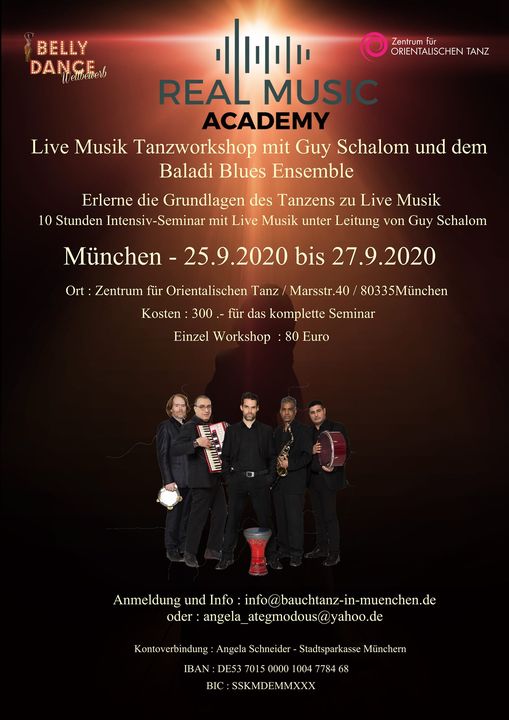 BELLY
DANCE
Wettbewerb
Zentrum für
ORIENTALISCHEN TANZ
REAL MUSIC
ACADEMY
Live Musik Tanzworkshop mit Guy Schalom und dem
Baladi Blues Ensemble
Erlerne die Grundlagen des Tanzens zu Live Musik
10 Stunden Intensiv-Seminar mit Live Musik unter Leitung von Guy Schalom
München - 25.9.2020 bis 27.9.2020
Ort : Zentrum für Orientalischen Tanz / Marsstr.40 / 80335München
Kosten : 300 .- für das komplette Seminar
Einzel Workshop : 80 Euro
Anmeldung und Info : info@bauchtanz-in-muenchen.de
oder : angela_ategmodous@yahoo.de
Kontoverbindung : Angela Schneider - Stadtsparkasse Münchern
IBAN : DE53 7015 0000 1004 7784 68
BIC : SSKMDEMMXXX